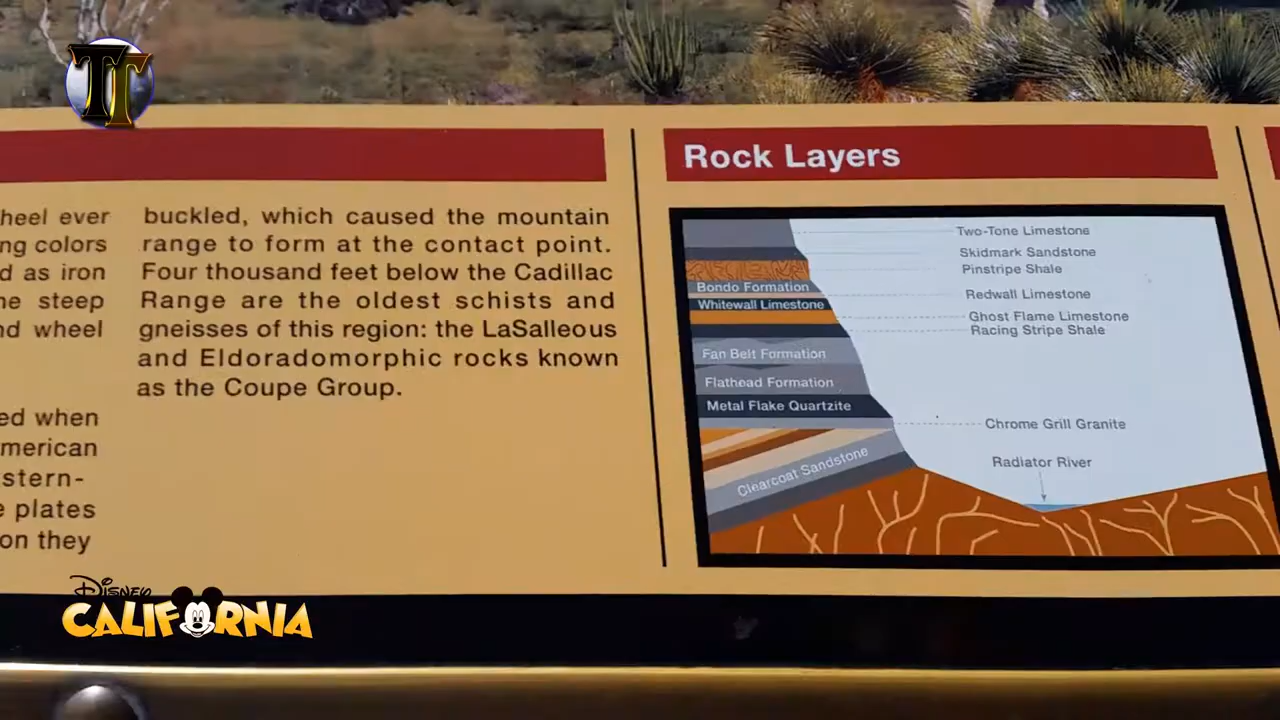 TT
heel ever
ng colors
d as iron
he steep
nd wheel
ed when
merican
stern-
e plates
on they
buckled, which caused the mountain
range to form at the contact point.
Four thousand feet below the Cadillac
Range are the oldest schists and
gneisses of this region: the LaSalleous
and Eldoradomorphic rocks known
as the Coupe Group.
Rock Layers
Two-Tone Limestone
Skidmark Sandstone
Pinstripe Shale
Bondo Formation
Redwall Limestone
Whitewall Limestone
Ghost Flame Limestone
Racing Stripe Shale
Fan Belt Formation
Flathead Formation
Metal Flake Quartzite
Chrome Grill Granite
Clearcoat Sandstone
Radiator River
DISNEY
CALIFORNIA